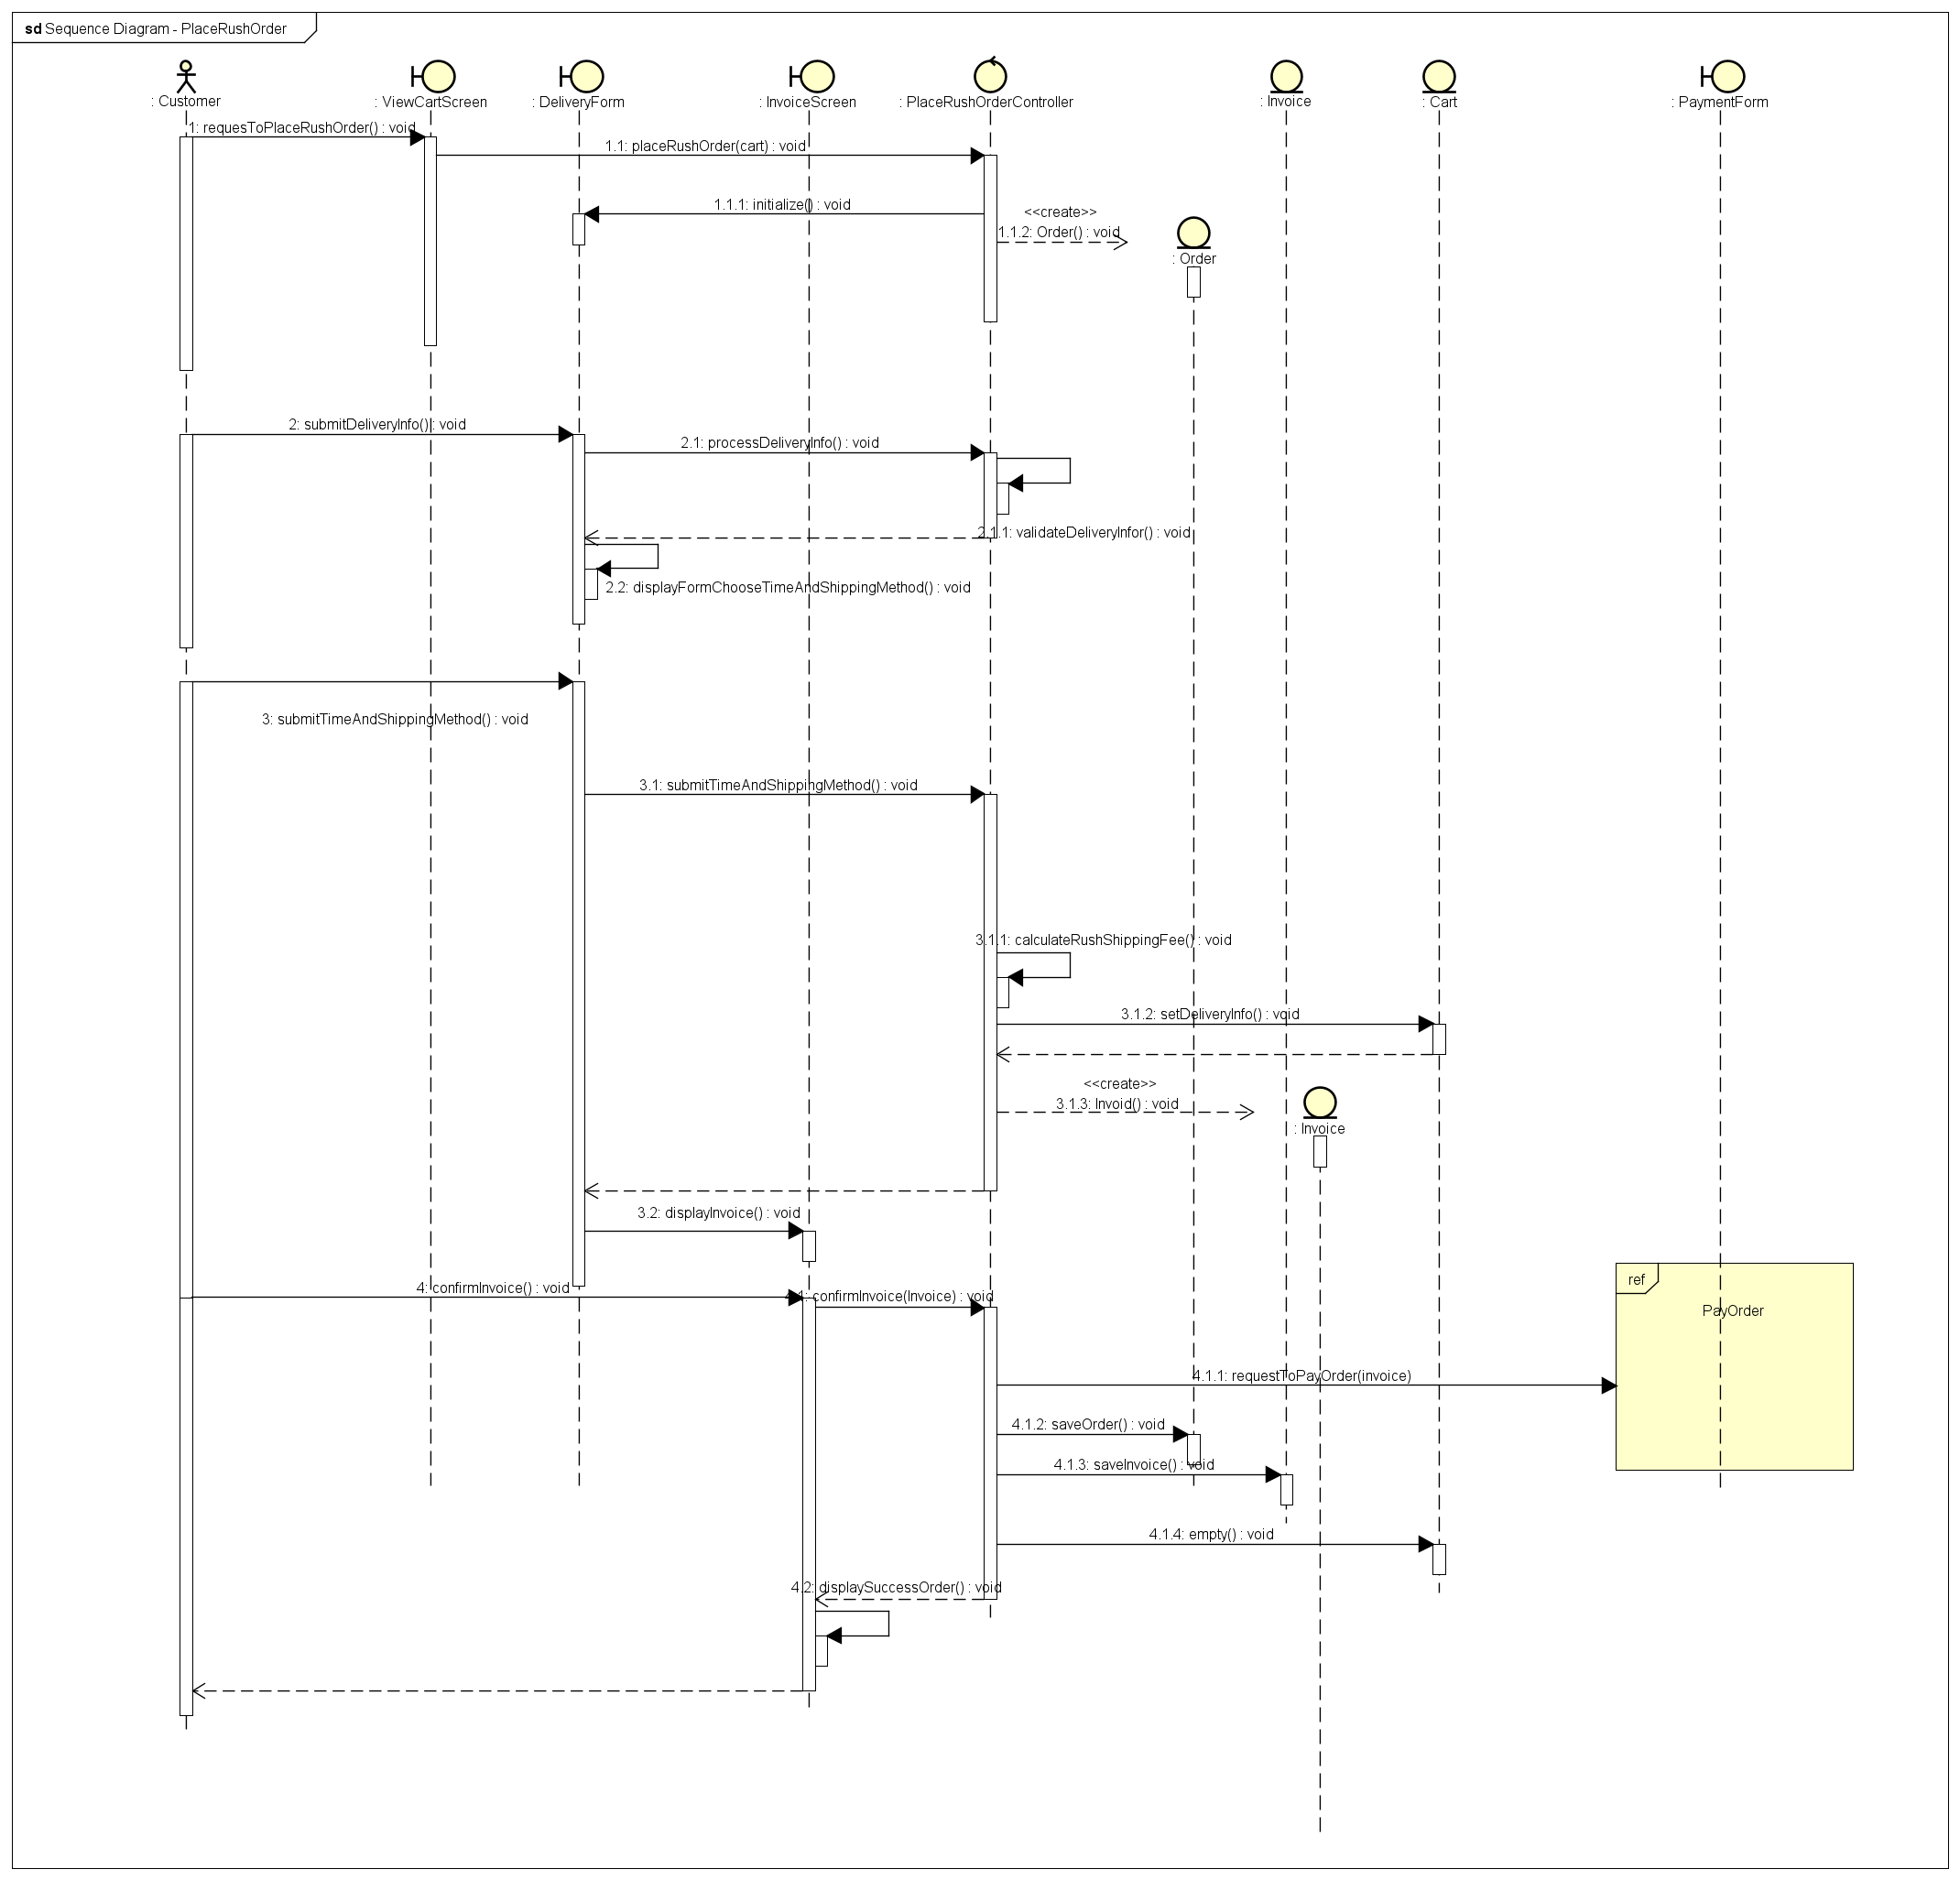 sd Sequence Diagram - PlaceRushOrder
: Customer
: ViewCartScreen
: DeliveryForm
: InvoiceScreen
: PlaceRushOrderController
: Invoice
: Cart
: PaymentForm
1: requesToPlaceRushOrder() : void
1.1: placeRushOrder(cart) : void
1.1.1: initialize() : void
<<create>>
1.1.2: Order() : void
: Order
2: submitDeliveryInfo() : void
2.1: processDeliveryInfo() : void
2.1.1: validateDeliveryInfor() : void
2.2: displayFormChooseTimeAndShippingMethod() : void
3: submitTimeAndShippingMethod() : void
3.1: submitTimeAndShippingMethod() : void
3.1.1: calculateRushShippingFee() : void
3.1.2: setDeliveryInfo() : void
<<create>>
3.1.3: Invoid() : void
: Invoice
3.2: displayInvoice() : void
ref
4: confirmInvoice() : void
4.1: confirmInvoice(Invoice) : void
PayOrder
4.1.1: requestToPayOrder(invoice)
4.1.2: saveOrder() : void
4.1.3: saveInvoice() : void
4.1.4: empty() : void
4.2: displaySuccessOrder() : void